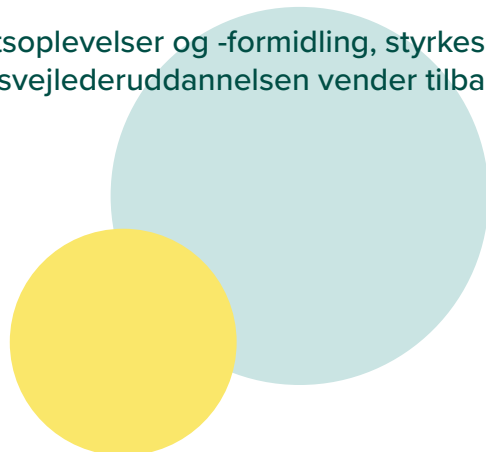 tsoplevelser og -formidling, styrkes
svejlederuddannelsen vender tilba